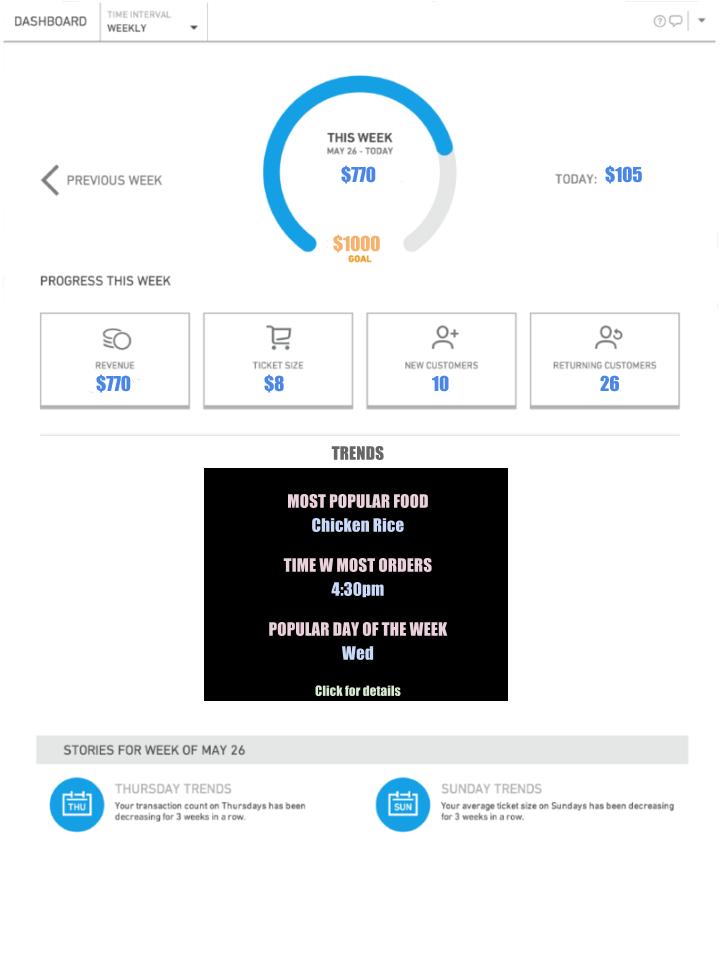 DASHBOARD
TIME INTERVAL
WEEKLY
?
THIS WEEK
MAY 26 - TODAY
$770
PREVIOUS WEEK
TODAY: $105
$1000
GOAL
PROGRESS THIS WEEK
REVENUE
$770
TICKET SIZE
$8
NEW CUSTOMERS
10
RETURNING CUSTOMERS
26
TRENDS
MOST POPULAR FOOD
Chicken Rice
TIME W MOST ORDERS
4:30pm
POPULAR DAY OF THE WEEK
Wed
Click for details
STORIES FOR WEEK OF MAY 26
THU
THURSDAY TRENDS
Your transaction count on Thursdays has been
decreasing for 3 weeks in a row.
SUN
SUNDAY TRENDS
Your average ticket size on Sundays has been decreasing
for 3 weeks in a row.